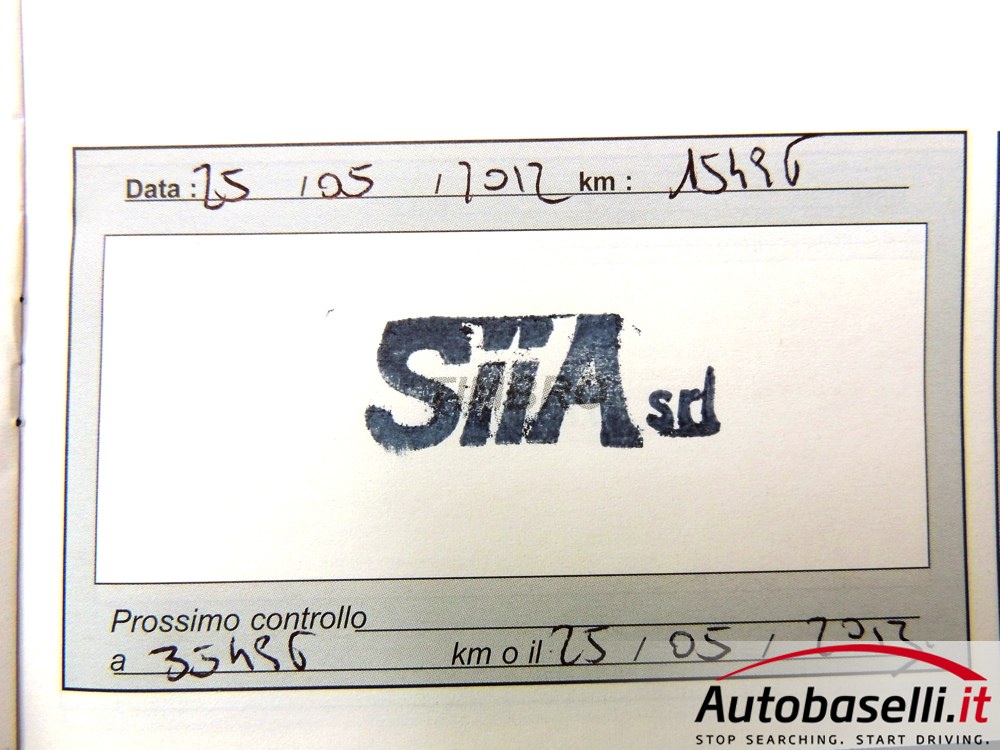 Data : 25 / 05 / 2012 km : 15496
SITA srl
Prossimo controllo
a 35496 km o il 25 / 05 / 2013
Autobaselli.it
STOP SEARCHING. START DRIVING.